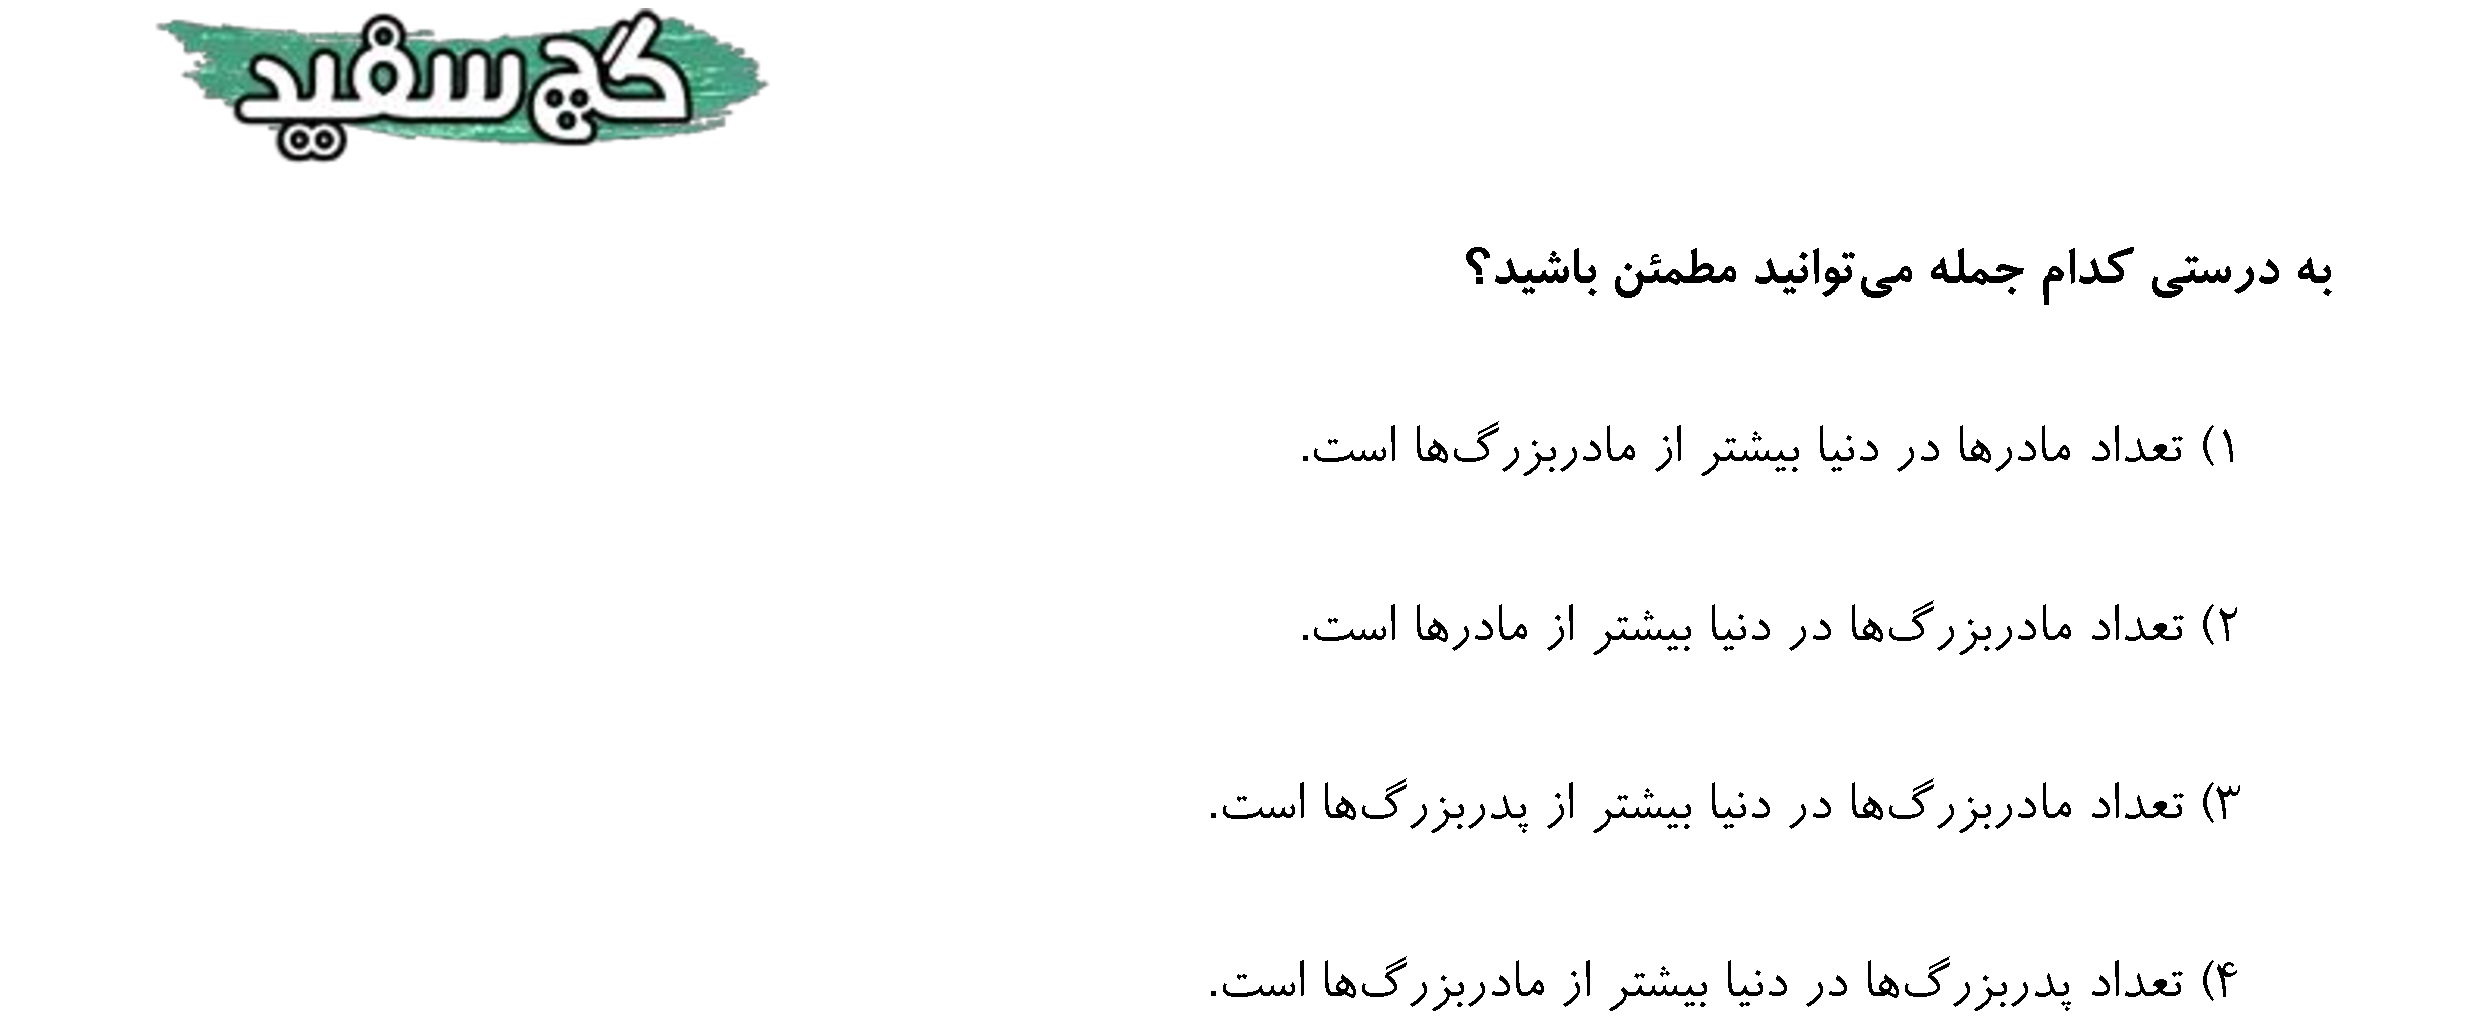 گچ سفید
به درستی کدام جمله می‌توانید مطمئن باشید؟
۱) تعداد مادرها در دنیا بیشتر از مادربزرگ‌ها است.
۲) تعداد مادربزرگ‌ها در دنیا بیشتر از مادرها است.
۳) تعداد مادربزرگ‌ها در دنیا بیشتر از پدربزرگ‌ها است.
۴) تعداد پدربزرگ‌ها در دنیا بیشتر از مادربزرگ‌ها است.